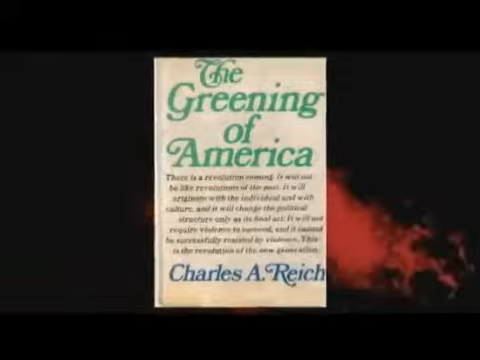 The
Greening
of
America
There is a revolution coming. It will not
be like revolutions of the past. It will
originate with the individual and with
culture, and it will change the political
structure only as its final act. It will not
require violence to succeed, and it cannot
be successfully resisted by violence. This
is the revolution of the new generation.
Charles A. Reich